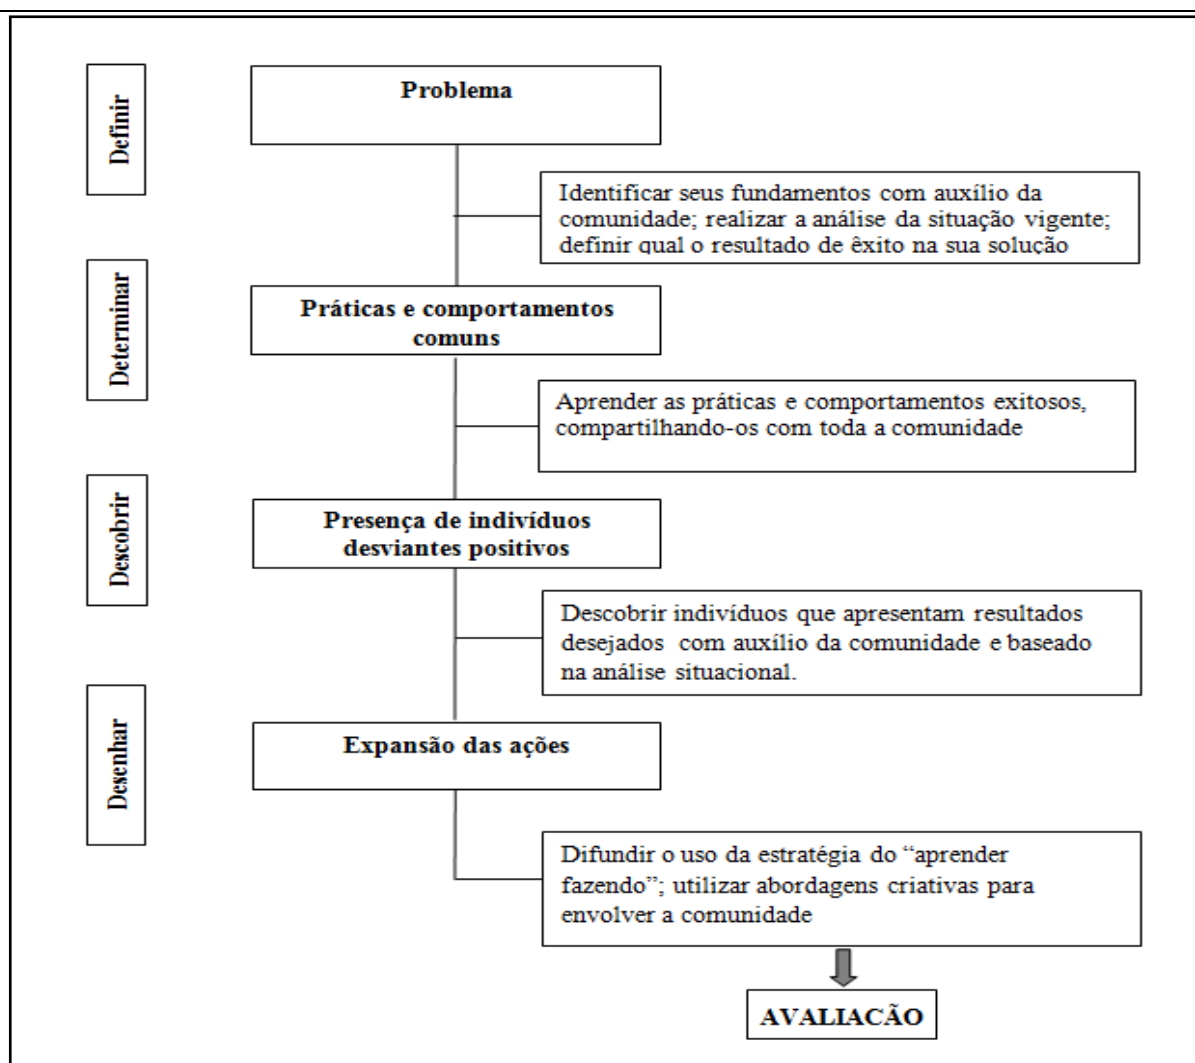 Definir
Problema
Identificar seus fundamentos com auxílio da
comunidade; realizar a análise da situação vigente;
definir qual o resultado de êxito na sua solução
Determinar
Práticas e comportamentos
comuns
Aprender as práticas e comportamentos exitosos,
compartilhando-os com toda a comunidade
Descobrir
Presença de indivíduos
desviantes positivos
Descobrir indivíduos que apresentam resultados
desejados com auxílio da comunidade e baseado
na análise situacional.
Desenhar
Expansão das ações
Difundir o uso da estratégia do “aprender
fazendo”; utilizar abordagens criativas para
envolver a comunidade
AVALIACÃO